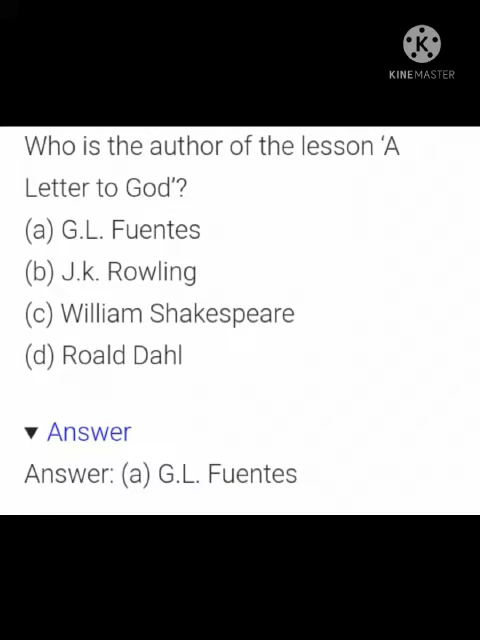 K
KINEMASTER
Who is the author of the lesson ‘A
Letter to God’?
(a) G.L. Fuentes
(b) J.k. Rowling
(c) William Shakespeare
(d) Roald Dahl
▼ Answer
Answer: (a) G.L. Fuentes